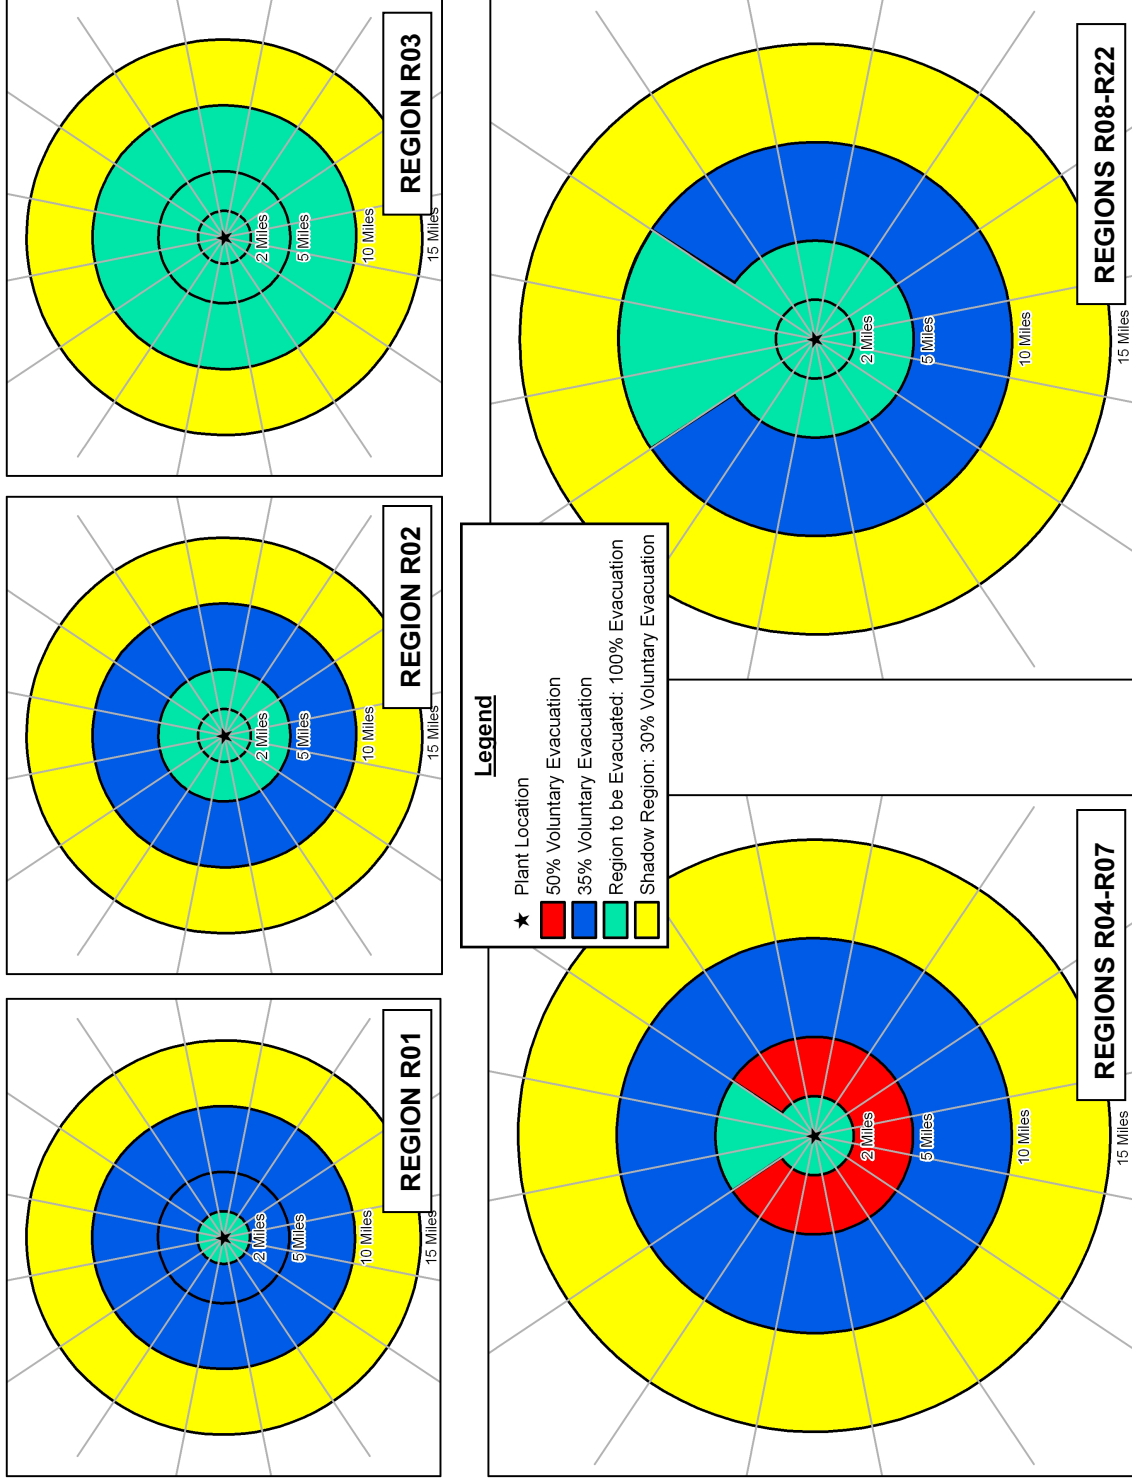 REGION R01
2 Miles
5 Miles
10 Miles
15 Miles
REGION R02
2 Miles
5 Miles
10 Miles
15 Miles
REGION R03
2 Miles
5 Miles
10 Miles
15 Miles
Legend
Plant Location
50% Voluntary Evacuation
35% Voluntary Evacuation
Region to be Evacuated: 100% Evacuation
Shadow Region: 30% Voluntary Evacuation
REGIONS R04-R07
2 Miles
5 Miles
10 Miles
15 Miles
REGIONS R08-R22
2 Miles
5 Miles
10 Miles
15 Miles